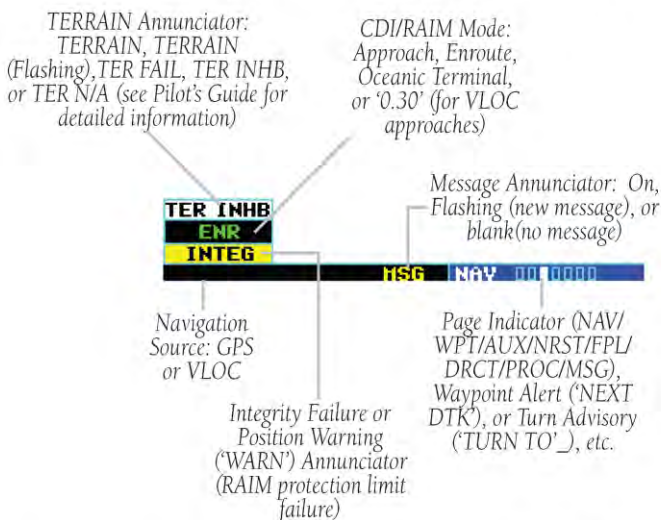 TERRAIN Annunciator:
TERRAIN, TERRAIN
(Flashing),TER FAIL, TER INHB,
or TER N/A (see Pilot's Guide for
detailed information)
CDI/RAIM Mode:
Approach, Enroute,
Oceanic Terminal,
or '0.30' (for VLOC
approaches)
Message Annunciator: On,
Flashing (new message), or
blank(no message)
TER INHB
ENR
INTEG
MSG NAV
Navigation
Source: GPS
or VLOC
Integrity Failure or
Position Warning
('WARN') Annunciator
(RAIM protection limit
failure)
Page Indicator (NAV/
WPT/AUX/NRST/FPL/
DRCT/PROC/MSG),
Waypoint Alert ('NEXT
DTK'), or Turn Advisory
('TURN TO'_), etc.